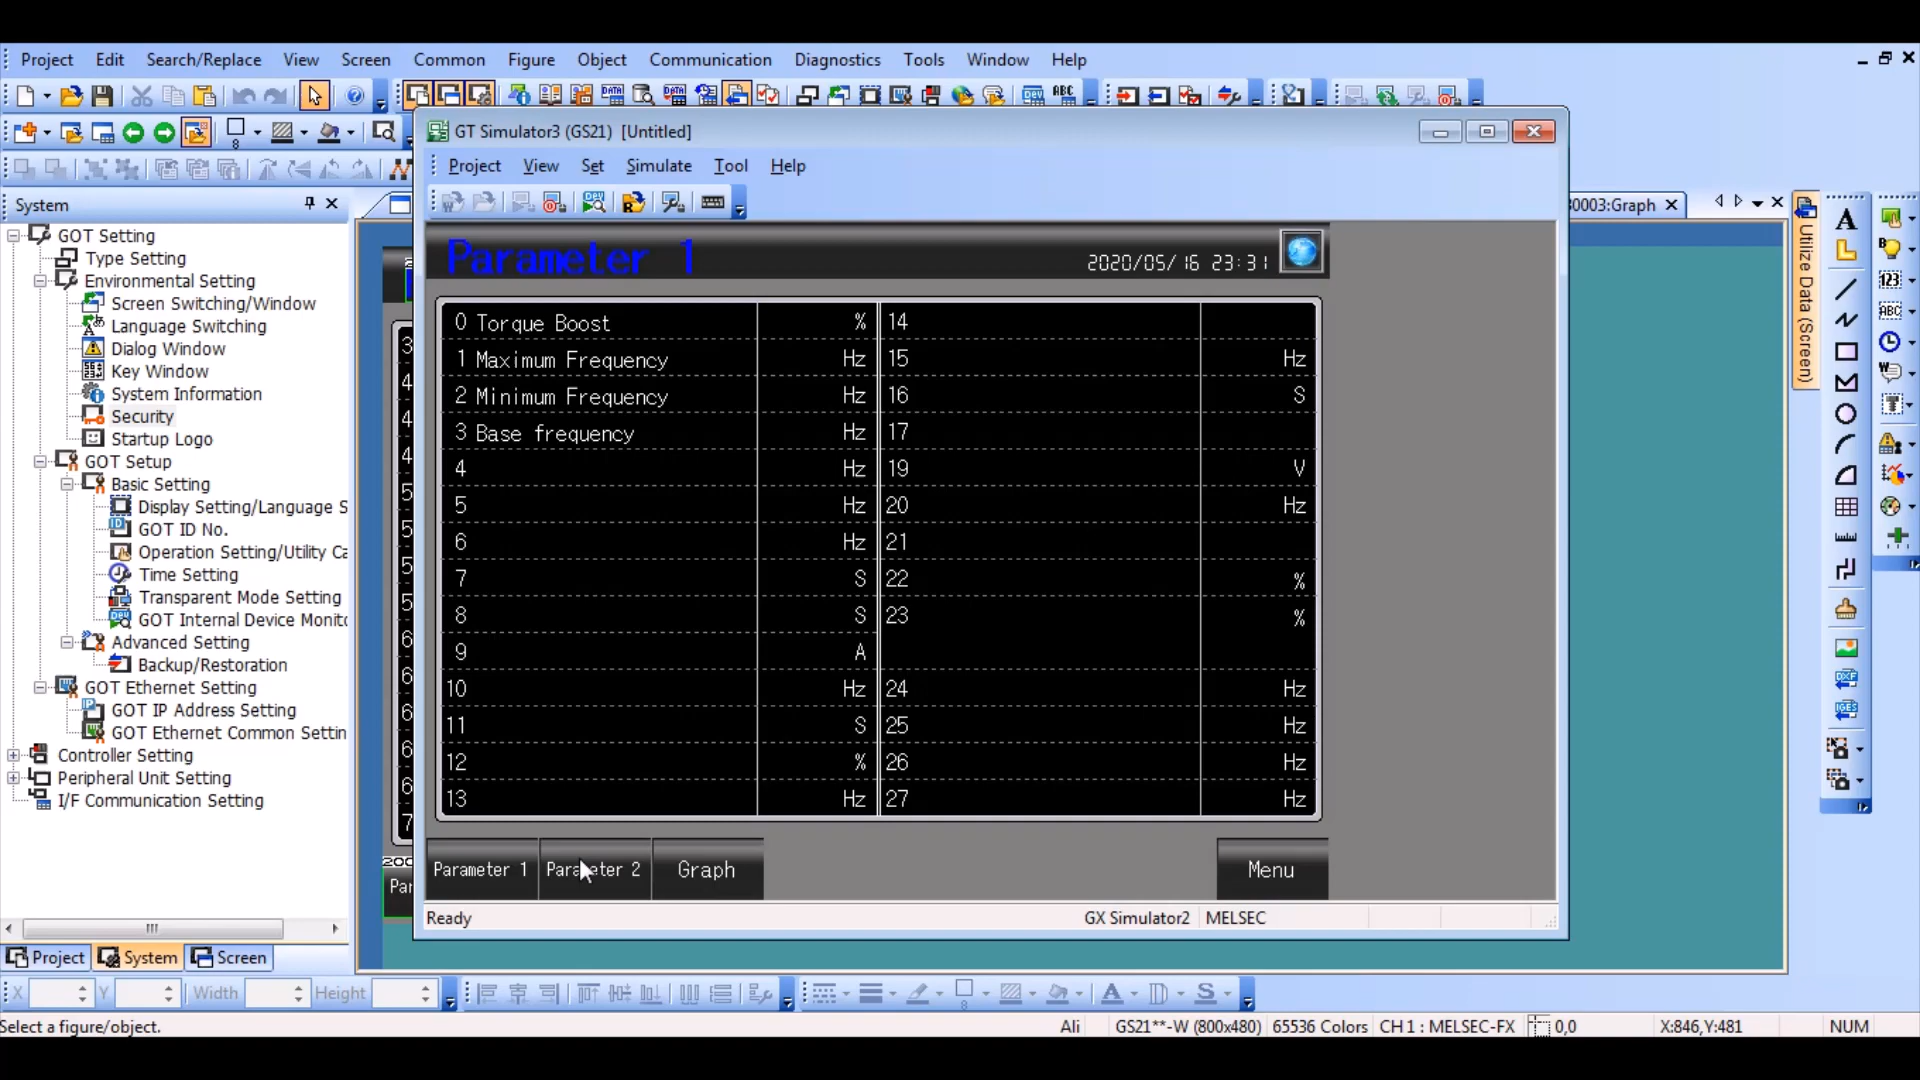 Project Edit Search/Replace View Screen Common Figure Object Communication Diagnostics Tools Window Help
GT Simulator3 (GS21) [Untitled]
Project View Set Simulate Tool Help
System
30003:Graph
Utilize Data (Screen)
GOT Setting
Type Setting
Environmental Setting
Screen Switching/Window
Language Switching
Dialog Window
Key Window
System Information
Security
Startup Logo
GOT Setup
Basic Setting
Display Setting/Language S
GOT ID No.
Operation Setting/Utility Ca
Time Setting
Transparent Mode Setting
GOT Internal Device Monito
Advanced Setting
Backup/Restoration
GOT Ethernet Setting
GOT IP Address Setting
GOT Ethernet Common Settin
Controller Setting
Peripheral Unit Setting
I/F Communication Setting
Parameter 1 2020/05/16 23:31
0 Torque Boost % 14
1 Maximum Frequency Hz 15 Hz
2 Minimum Frequency Hz 16 S
3 Base frequency Hz 17
4 Hz 19 V
5 Hz 20 Hz
6 Hz 21
7 S 22 %
8 S 23 %
9 A
10 Hz 24 Hz
11 S 25 Hz
12 % 26 Hz
13 Hz 27 Hz
Parameter 1 Parameter 2 Graph Menu
Ready GX Simulator2 MELSEC
Project System Screen
X Y Width Height
Select a figure/object. Ali GS21**-W (800x480) 65536 Colors CH 1 : MELSEC-FX 0,0 X:846,Y:481 NUM